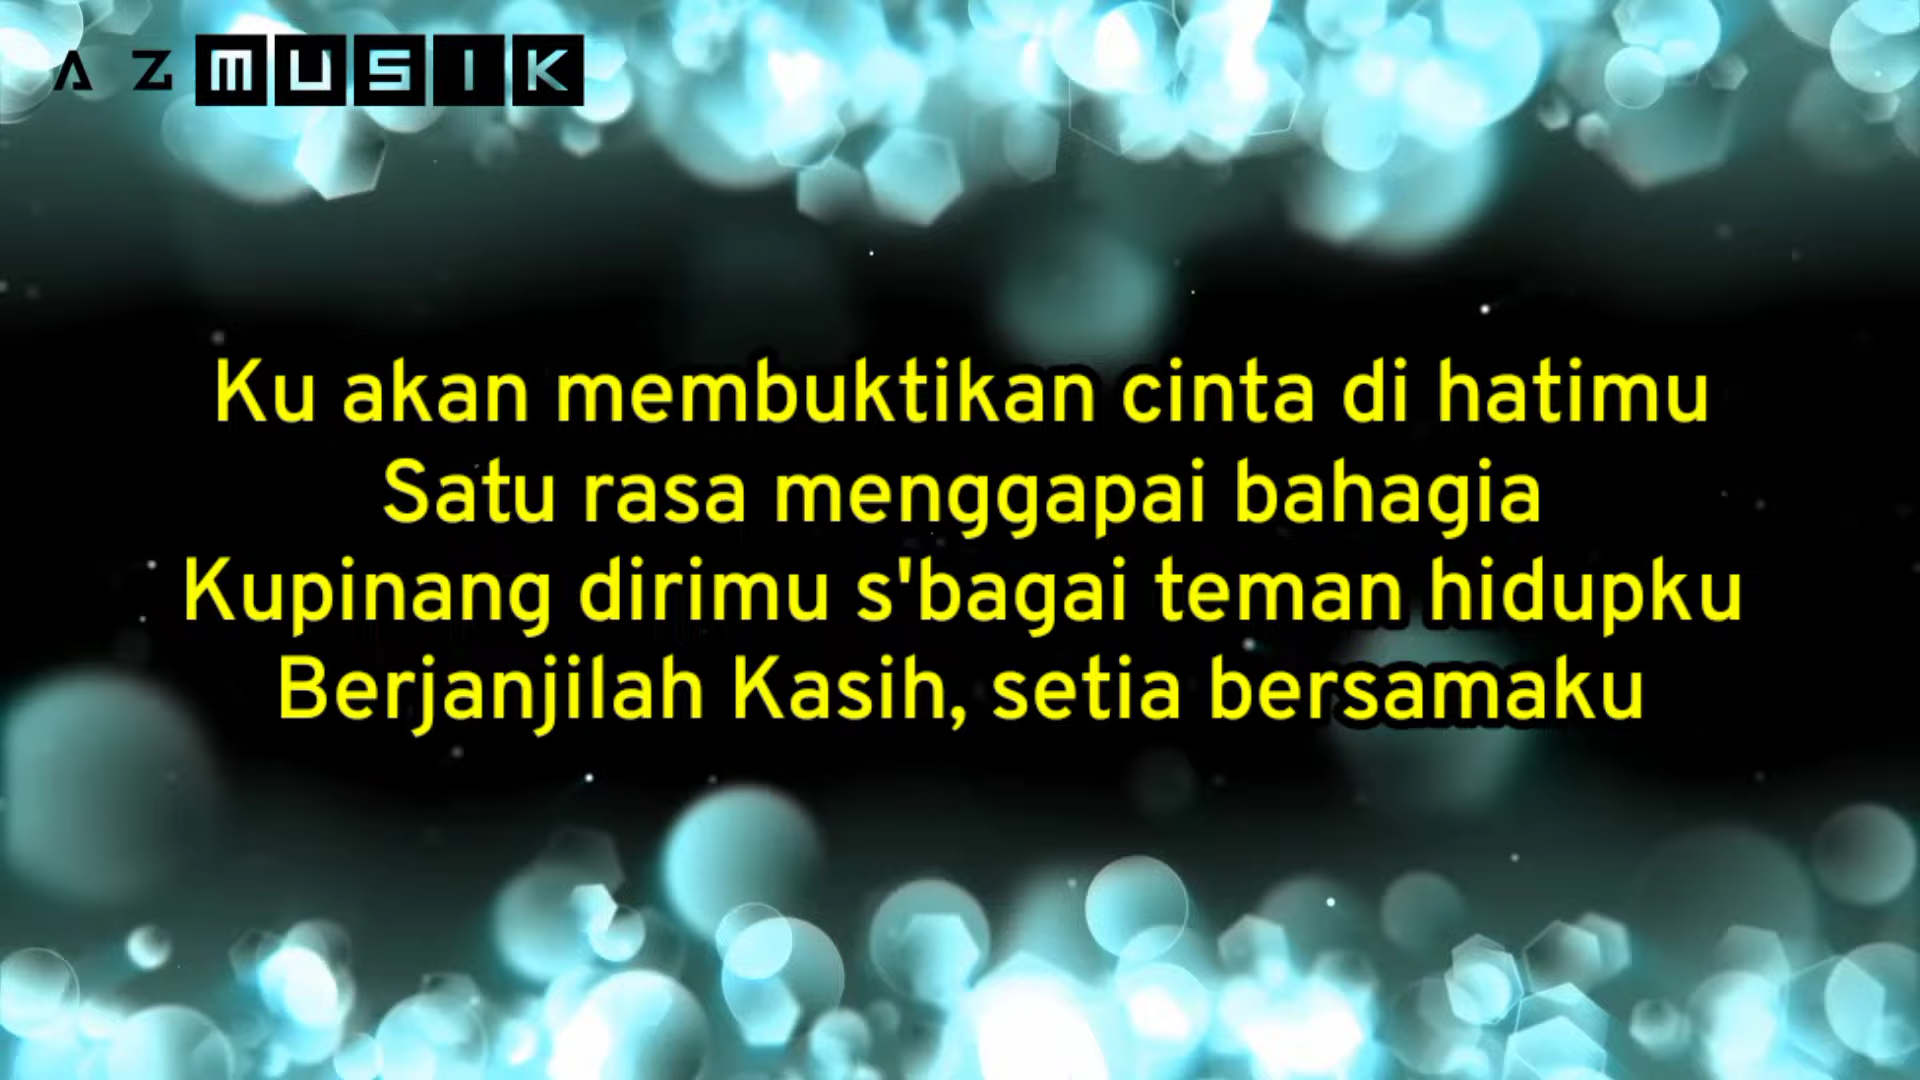 AZMUSIK
Ku akan membuktikan cinta di hatimu
Satu rasa menggapai bahagia
Kupinang dirimu s'bagai teman hidupku
Berjanjilah Kasih, setia bersamaku